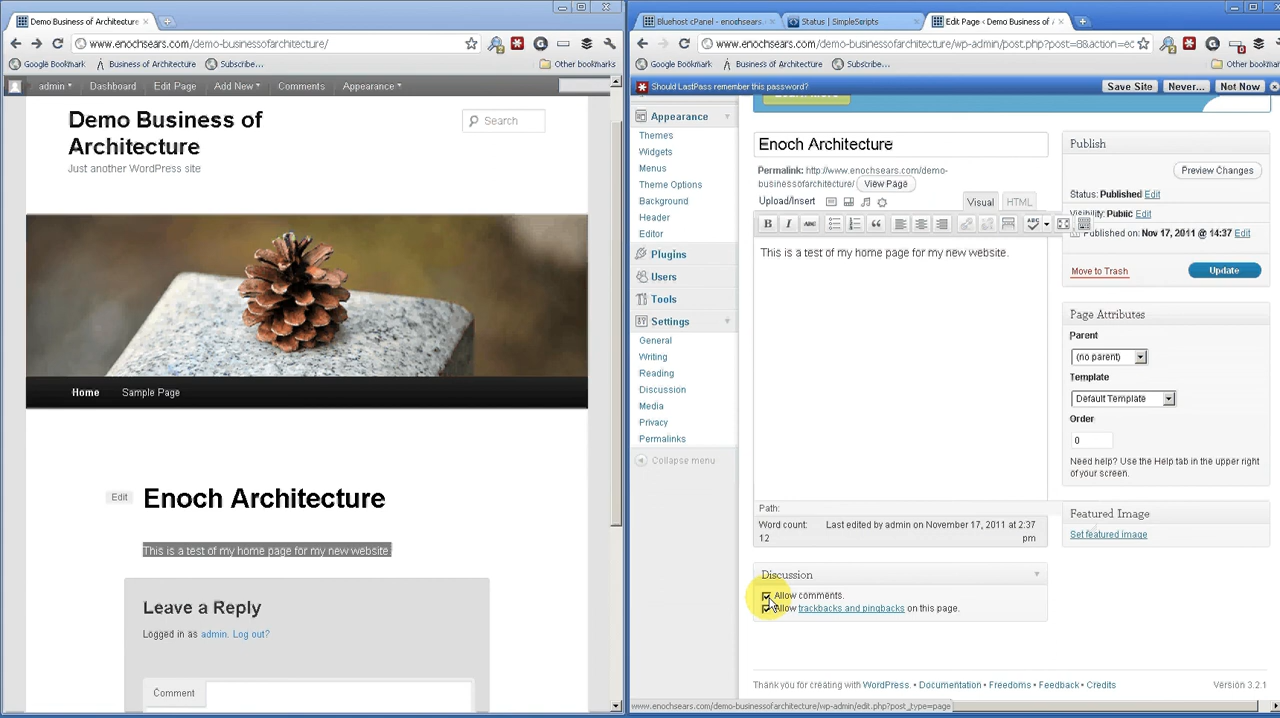 Demo Business of Architecture
www.enochsears.com/demo-businessofarchitecture/
Google Bookmark
Business of Architecture
Subscribe...
Other bookmarks
admin
Dashboard
Edit Page
Add New
Comments
Appearance
Demo Business of
Architecture
Search
Just another WordPress site
Home
Sample Page
Edit
Enoch Architecture
This is a test of my home page for my new website.
Leave a Reply
Logged in as admin. Log out?
Comment
Bluehost cPanel - enochsears.
Status | SimpleScripts
Edit Page < Demo Business of A
www.enochsears.com/demo-businessofarchitecture/wp-admin/post.php?post=8&action=ec
Google Bookmark
Business of Architecture
Subscribe...
Other bookmar
Should LastPass remember this password?
Save Site
Never...
Not Now
Appearance
Themes
Widgets
Menus
Theme Options
Background
Header
Editor
Plugins
Users
Tools
Settings
General
Writing
Reading
Discussion
Media
Privacy
Permalinks
Collapse menu
Enoch Architecture
Permalink: http://www.enochsears.com/demo-
businessofarchitecture/ View Page
Upload/Insert
Visual
HTML
B I ABC
ABC
This is a test of my home page for my new website.
Path:
Word count:
12
Last edited by admin on November 17, 2011 at 2:37
pm
Discussion
Allow comments.
Allow trackbacks and pingbacks on this page.
Publish
Preview Changes
Status: Published Edit
Visibility: Public Edit
Published on: Nov 17, 2011 @ 14:37 Edit
Move to Trash
Update
Page Attributes
Parent
(no parent)
Template
Default Template
Order
0
Need help? Use the Help tab in the upper right
of your screen.
Featured Image
Set featured image
Thank you for creating with WordPress. • Documentation • Freedoms • Feedback • Credits
Version 3.2.1
www.enochsears.com/demo-businessofarchitecture/wp-admin/edit.php?post_type=page